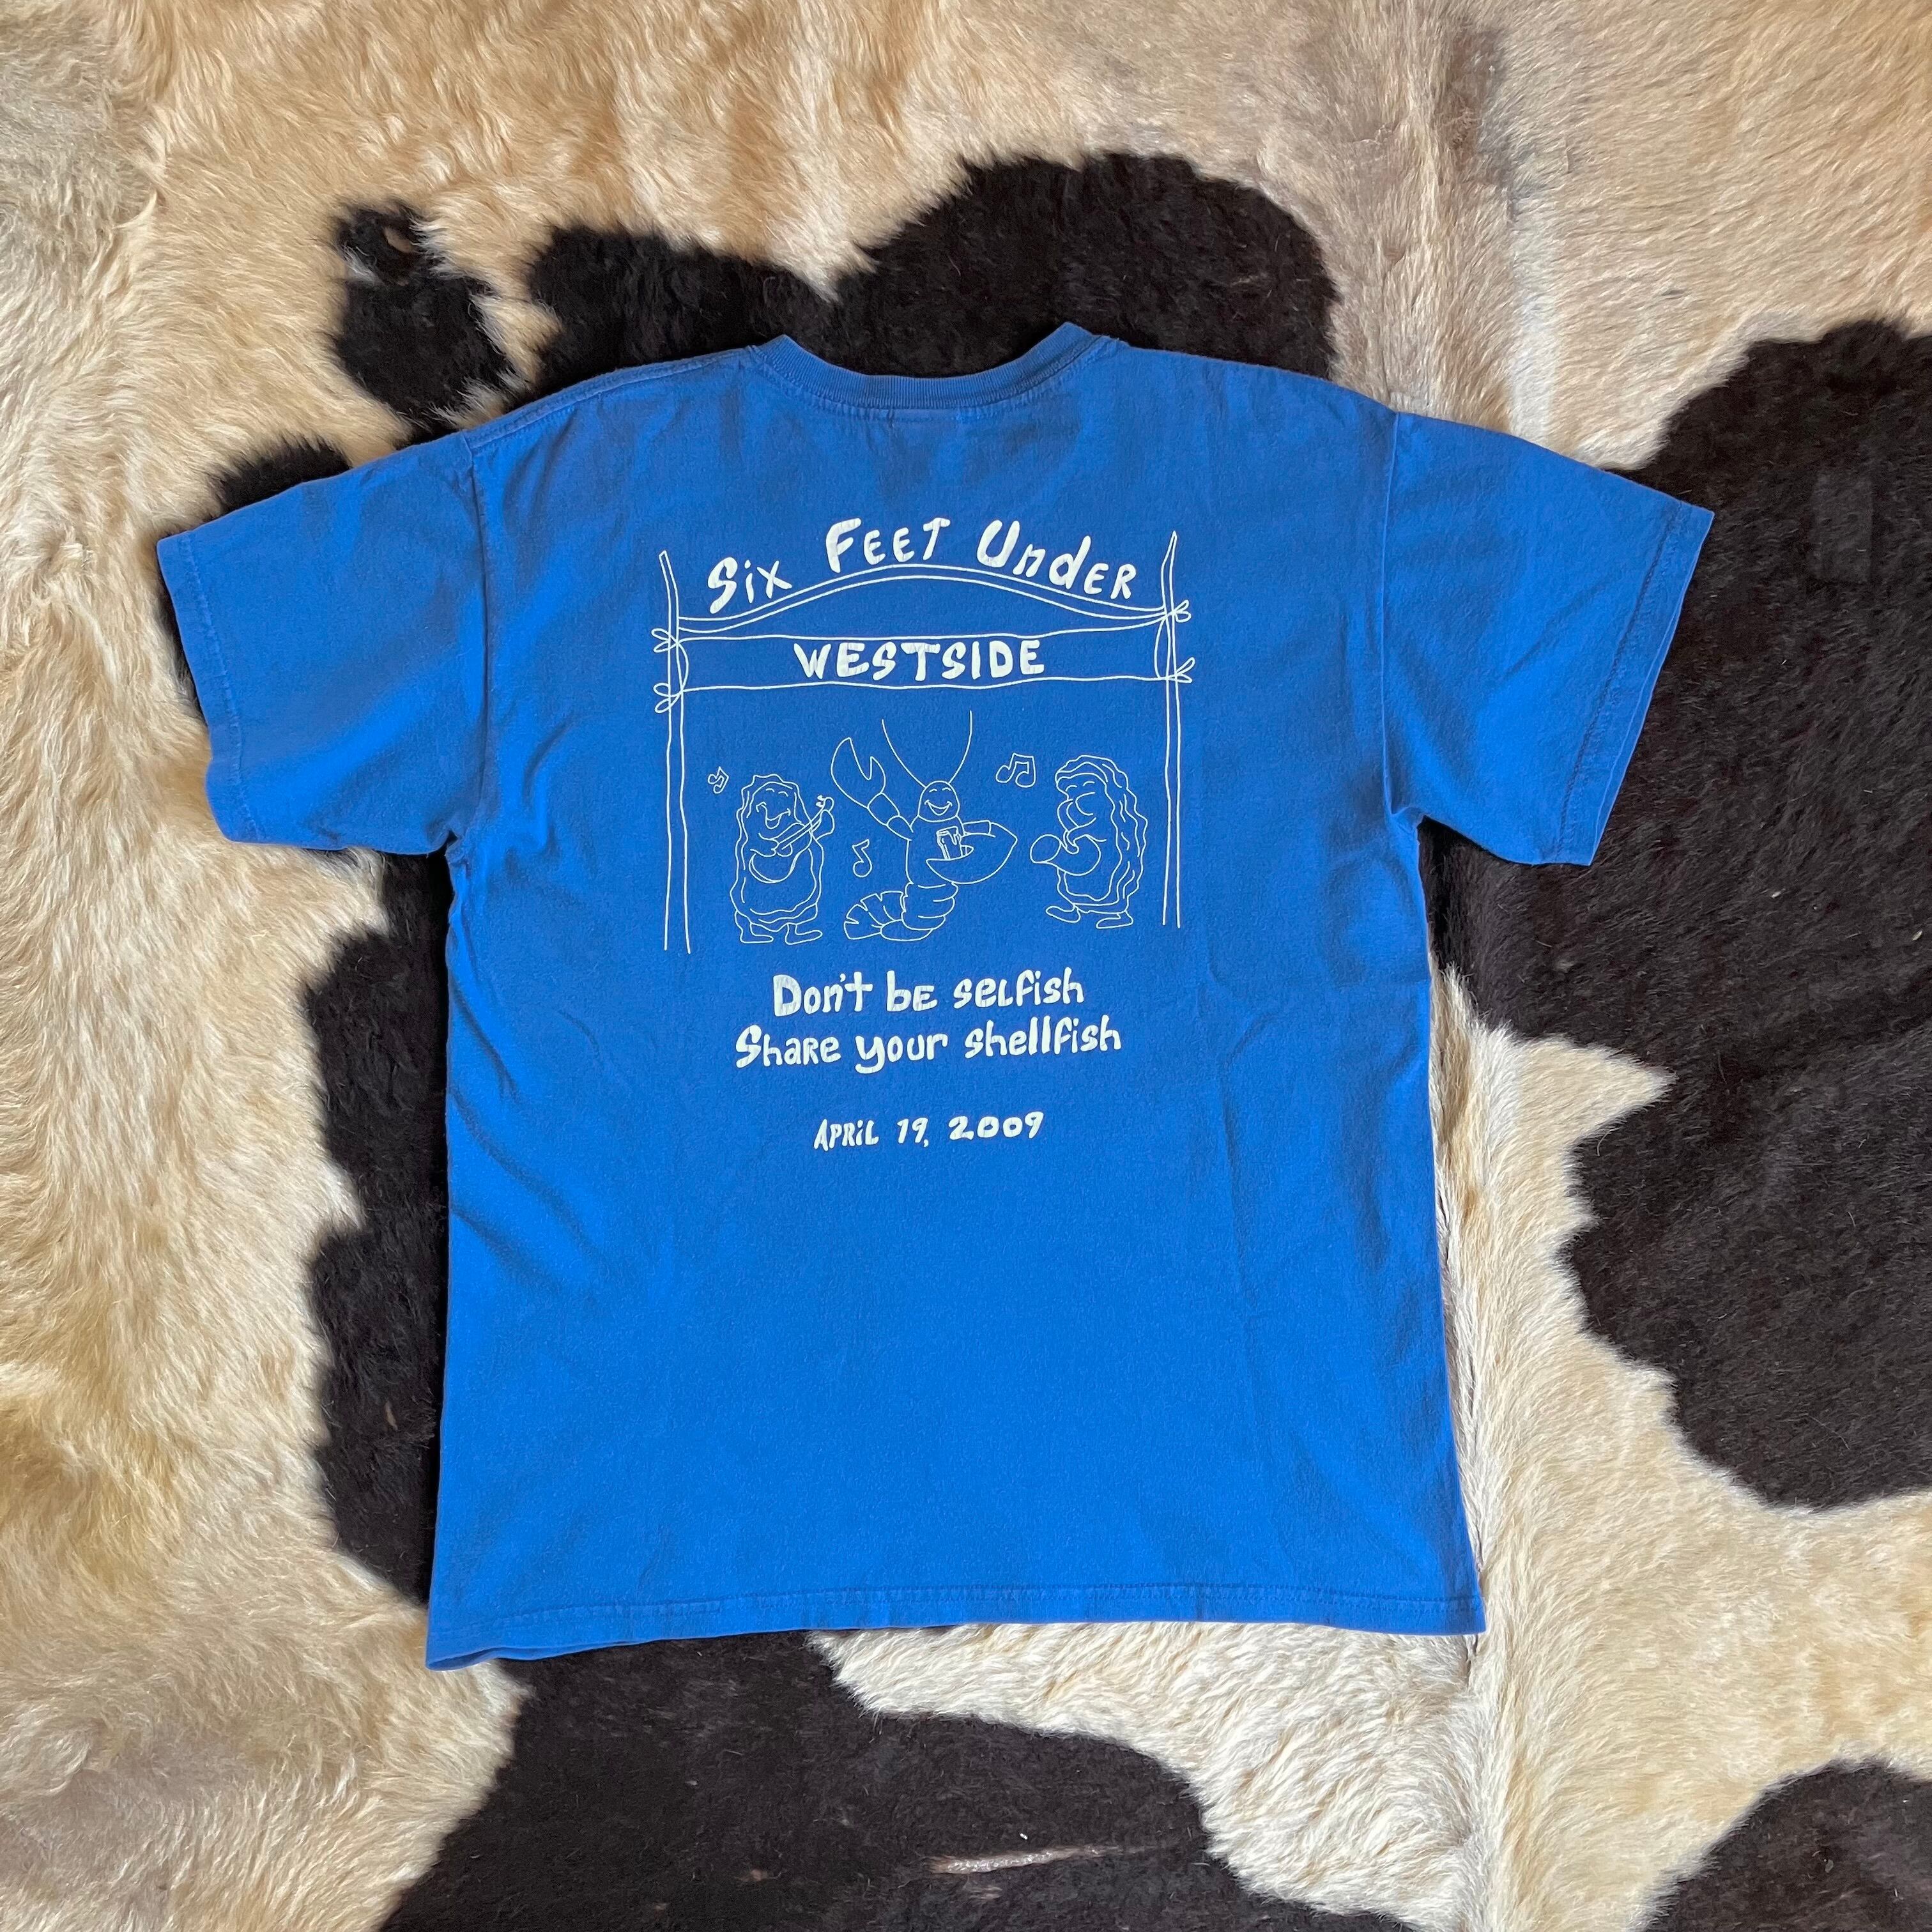 Six Feet Under
WESTSIDE
Don't be selfish
Share your shellfish
April 19, 2009